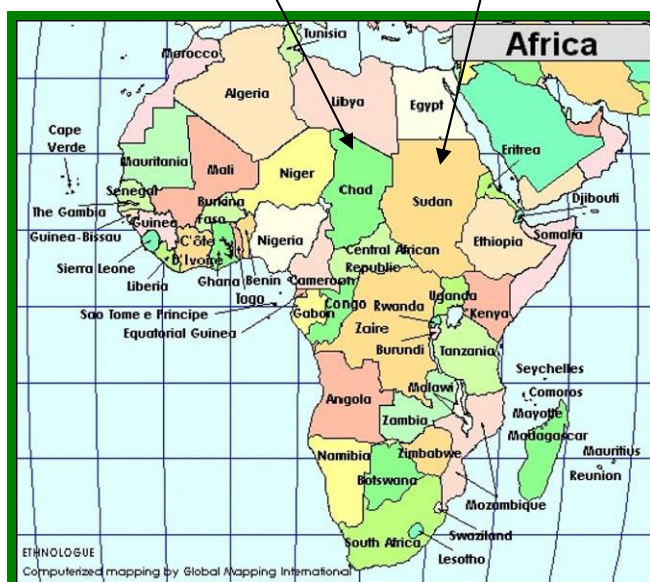 Africa
Tunisia
Morocco
Algeria
Libya
Egypt
Cape
Verde
Mauritania
Mali
Niger
Chad
Sudan
Eritrea
Senegal
The Gambia
Guinea-Bissau
Guinea
Burkina
Faso
Djibouti
Sierra Leone
C'ôte
D'Ivoire
Nigeria
Ethiopia
Somalia
Liberia
Ghana
Togo
Benin
Cameroon
Central African
Republic
Sao Tome e Principe
Equatorial Guinea
Gabon
Congo
Rwanda
Zaire
Burundi
Uganda
Kenya
Tanzania
Seychelles
Comoros
Mayotte
Madagascar
Mauritius
Reunion
Angola
Malawi
Zambia
Namibia
Zimbabwe
Botswana
Mozambique
Swaziland
South Africa
Lesotho
ETHNOLOGUE
Computerized mapping by Global Mapping International